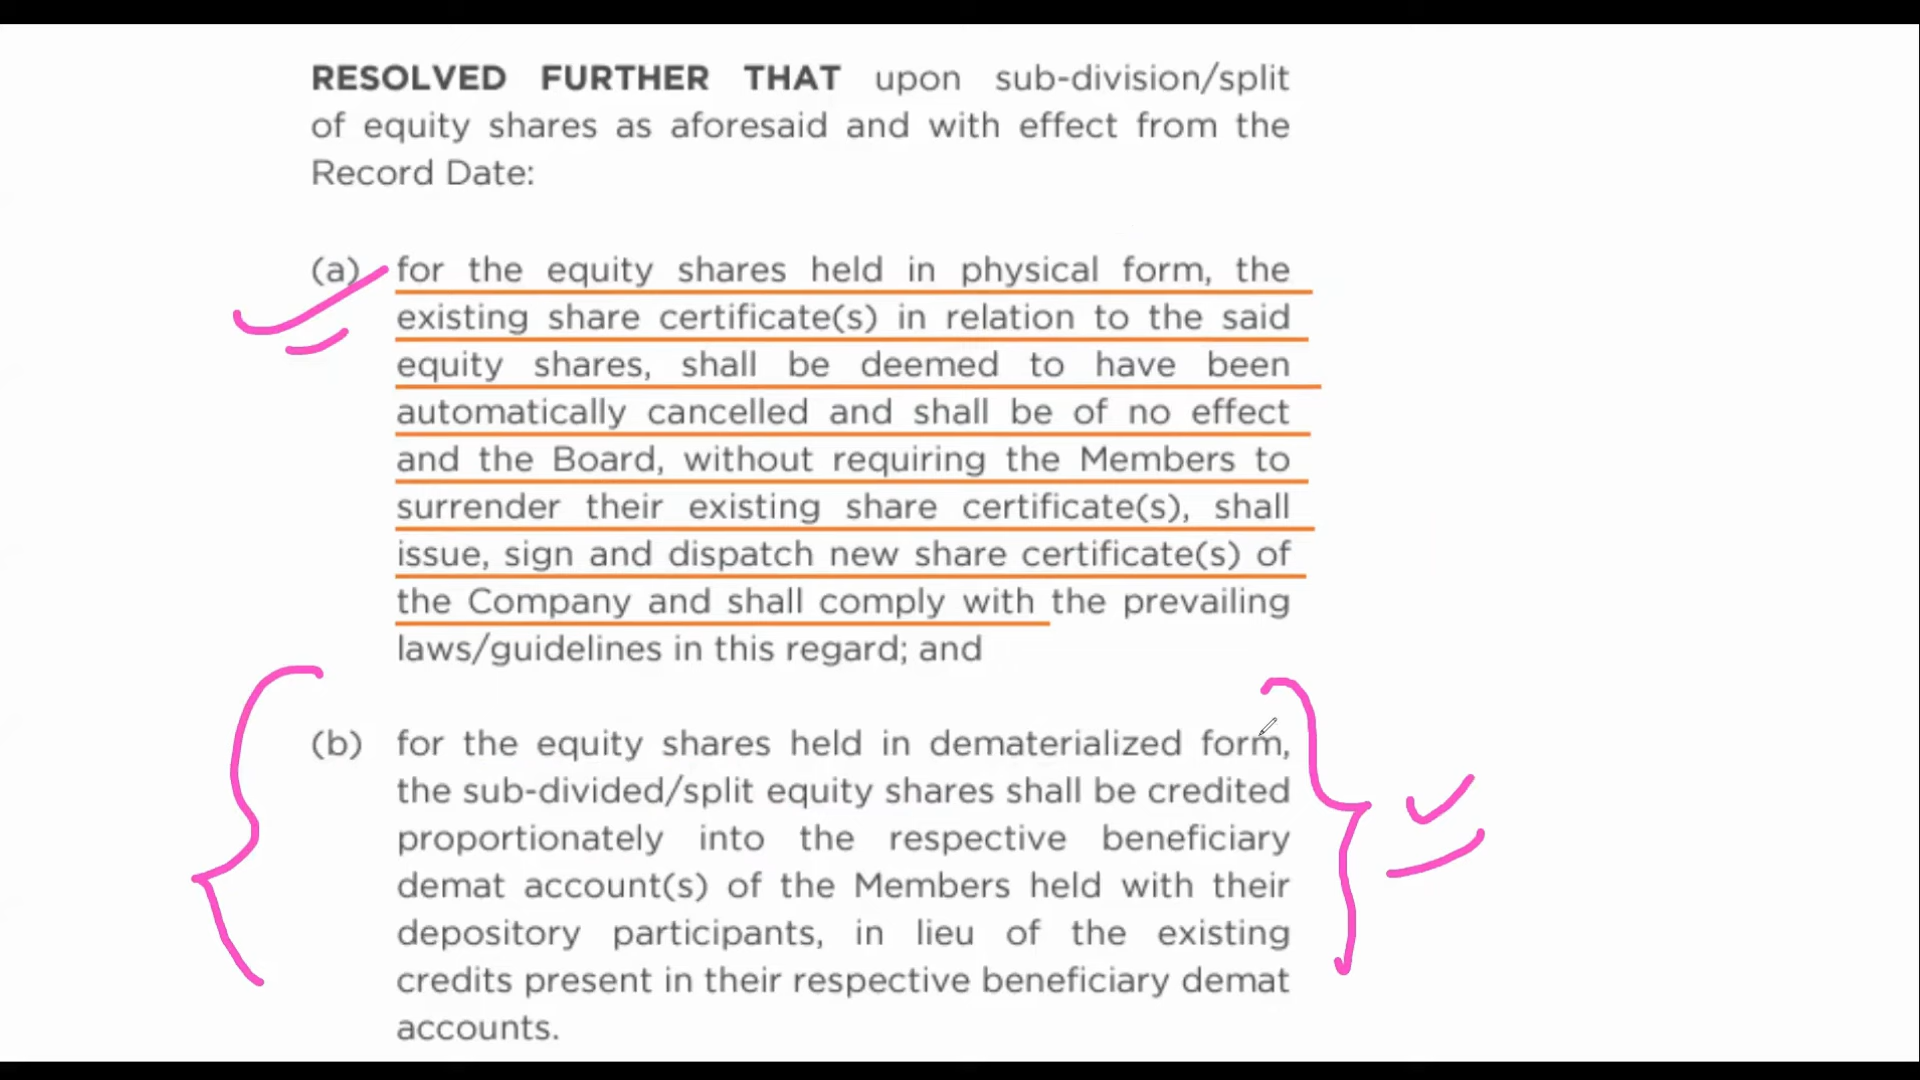 RESOLVED FURTHER THAT upon sub-division/split
of equity shares as aforesaid and with effect from the
Record Date:
(a) for the equity shares held in physical form, the
existing share certificate(s) in relation to the said
equity shares, shall be deemed to have been
automatically cancelled and shall be of no effect
and the Board, without requiring the Members to
surrender their existing share certificate(s), shall
issue, sign and dispatch new share certificate(s) of
the Company and shall comply with the prevailing
laws/guidelines in this regard; and
(b) for the equity shares held in dematerialized form,
the sub-divided/split equity shares shall be credited
proportionately into the respective beneficiary
demat account(s) of the Members held with their
depository participants, in lieu of the existing
credits present in their respective beneficiary demat
accounts.